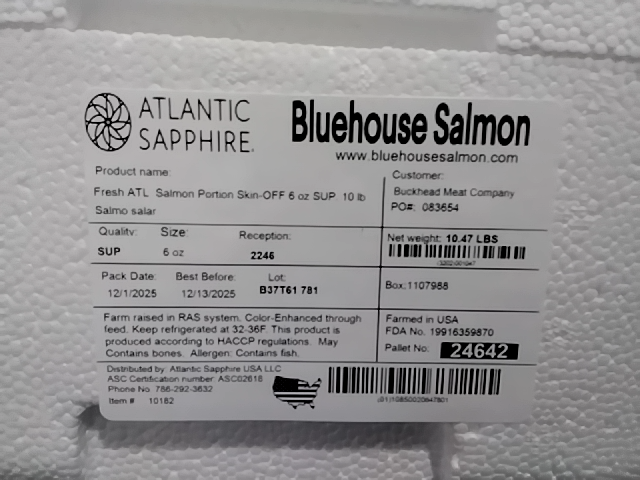 ATLANTIC
SAPPHIRE.
Bluehouse Salmon
www.bluehousesalmon.com
Product name:
Fresh ATL Salmon Portion Skin-OFF 6 oz SUP 10 lb
Salmo salar
Customer:
Buckhead Meat Company
PO#: 083654
Quality: Size: Reception:
SUP 6 oz 2246
Net weight: 10.47 LBS
Pack Date: Best Before: Lot:
12/1/2025 12/13/2025 B37T61 781
Box: 1107988
Farm raised in RAS system. Color-Enhanced through
feed. Keep refrigerated at 32-36F. This product is
produced according to HACCP regulations. May
Contains bones. Allergen: Contains fish.
Farmed in USA
FDA No. 19916359870
Pallet No: 24642
Distributed by: Atlantic Sapphire USA LLC
ASC Certification number: ASC02618
Phone No: 786-292-3632
Item # 10182